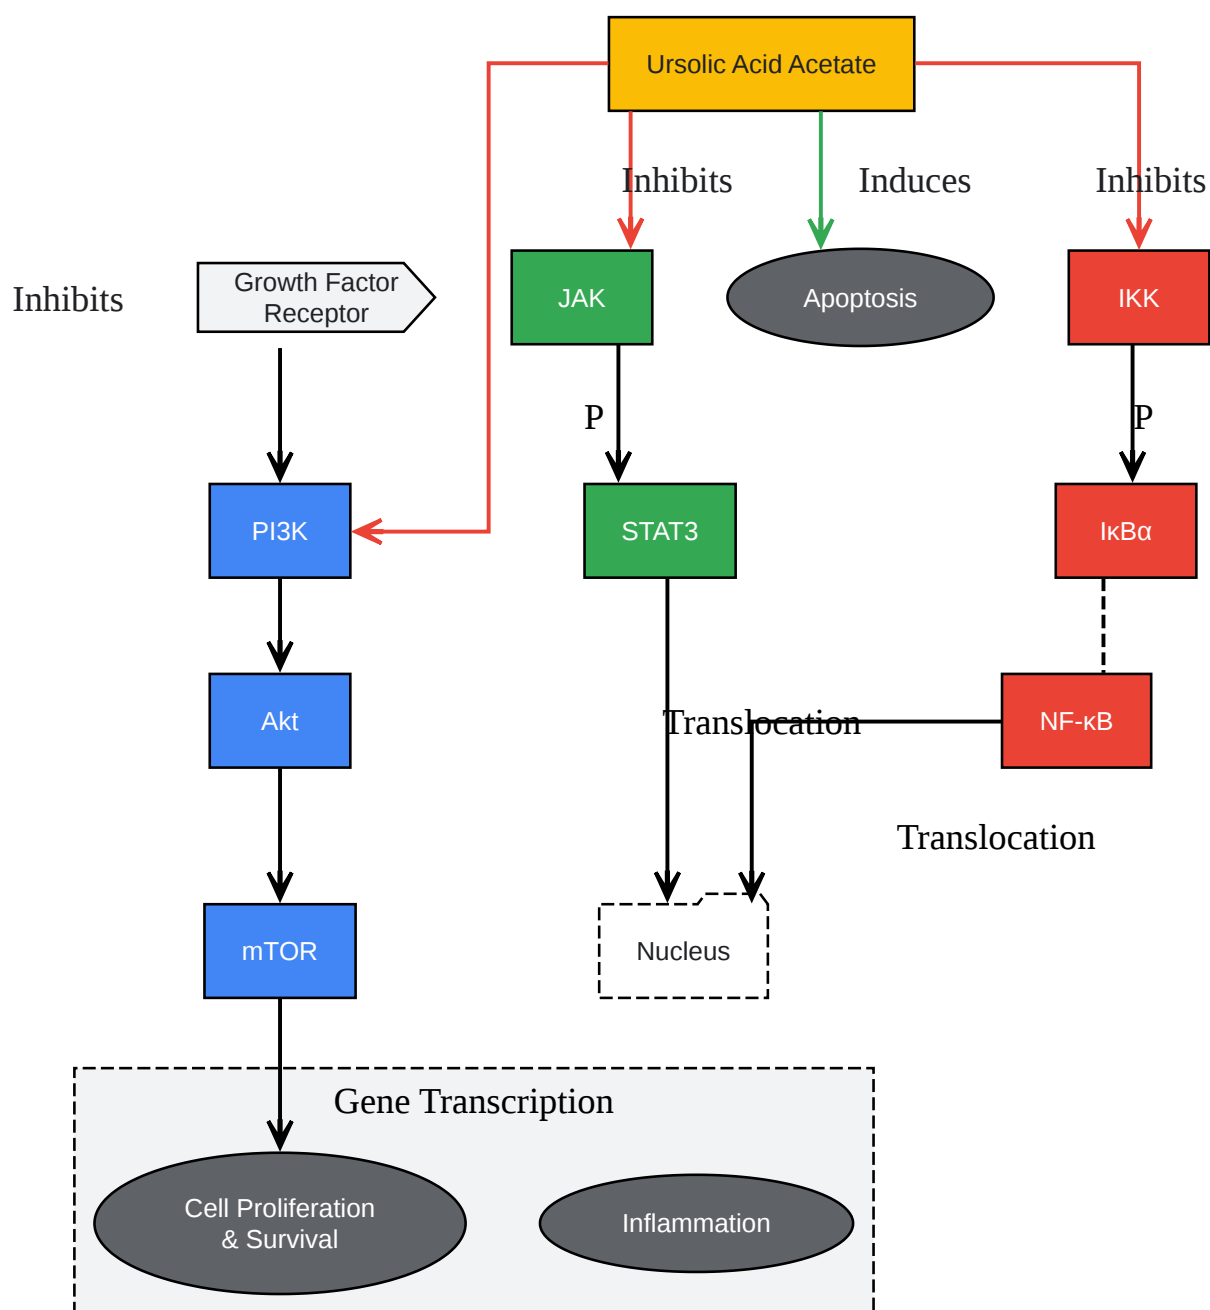 Ursolic Acid Acetate
Inhibits
Induces
Inhibits
Inhibits
Growth Factor
Receptor
JAK
Apoptosis
IKK
P
P
PI3K
STAT3
IκBα
Akt
Translocation
NF-κB
Translocation
mTOR
Nucleus
Gene Transcription
Cell Proliferation
& Survival
Inflammation